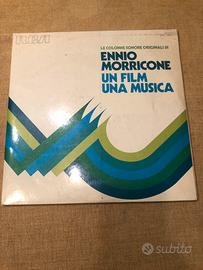 RCA
LE COLONNE SONORE ORIGINALI DI
ENNIO
MORRICONE
UN FILM
UNA MUSICA
subito